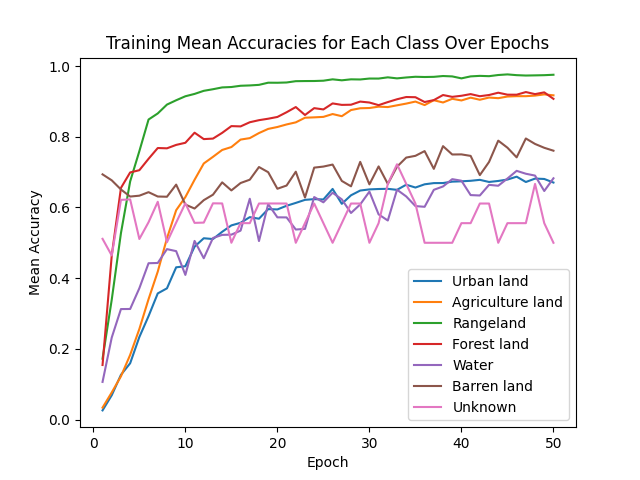 Training Mean Accuracies for Each Class Over Epochs
Mean Accuracy
1.0
0.8
0.6
0.4
0.2
0.0
0 10 20 30 40 50
Epoch
Urban land
Agriculture land
Rangeland
Forest land
Water
Barren land
Unknown